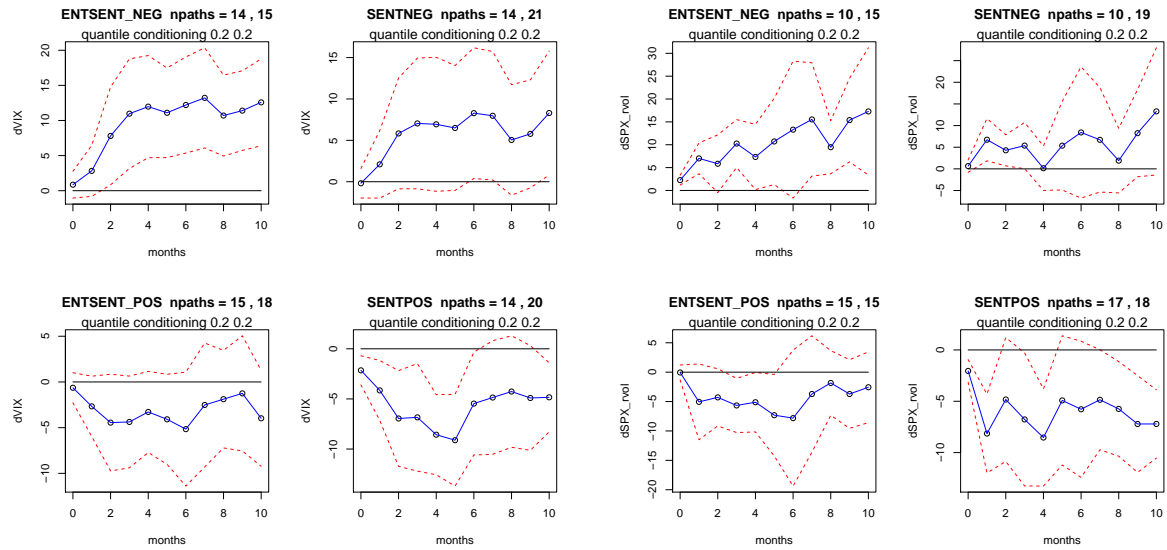 ENTSENT_NEG npaths = 14 , 15
quantile conditioning 0.2 0.2
dVIX
20
15
10
5
0
0 2 4 6 8 10
months
SENTNEG npaths = 14 , 21
quantile conditioning 0.2 0.2
dVIX
15
10
5
0
0 2 4 6 8 10
months
ENTSENT_NEG npaths = 10 , 15
quantile conditioning 0.2 0.2
dSPX_rvol
30
25
20
15
10
5
0
0 2 4 6 8 10
months
SENTNEG npaths = 10 , 19
quantile conditioning 0.2 0.2
dSPX_rvol
20
15
10
5
0
−5
0 2 4 6 8 10
months
ENTSENT_POS npaths = 15 , 18
quantile conditioning 0.2 0.2
dVIX
5
0
−5
−10
0 2 4 6 8 10
months
SENTPOS npaths = 14 , 20
quantile conditioning 0.2 0.2
dVIX
0
−5
−10
0 2 4 6 8 10
months
ENTSENT_POS npaths = 15 , 15
quantile conditioning 0.2 0.2
dSPX_rvol
5
0
−5
−10
−15
−20
0 2 4 6 8 10
months
SENTPOS npaths = 17 , 18
quantile conditioning 0.2 0.2
dSPX_rvol
0
−5
−10
0 2 4 6 8 10
months